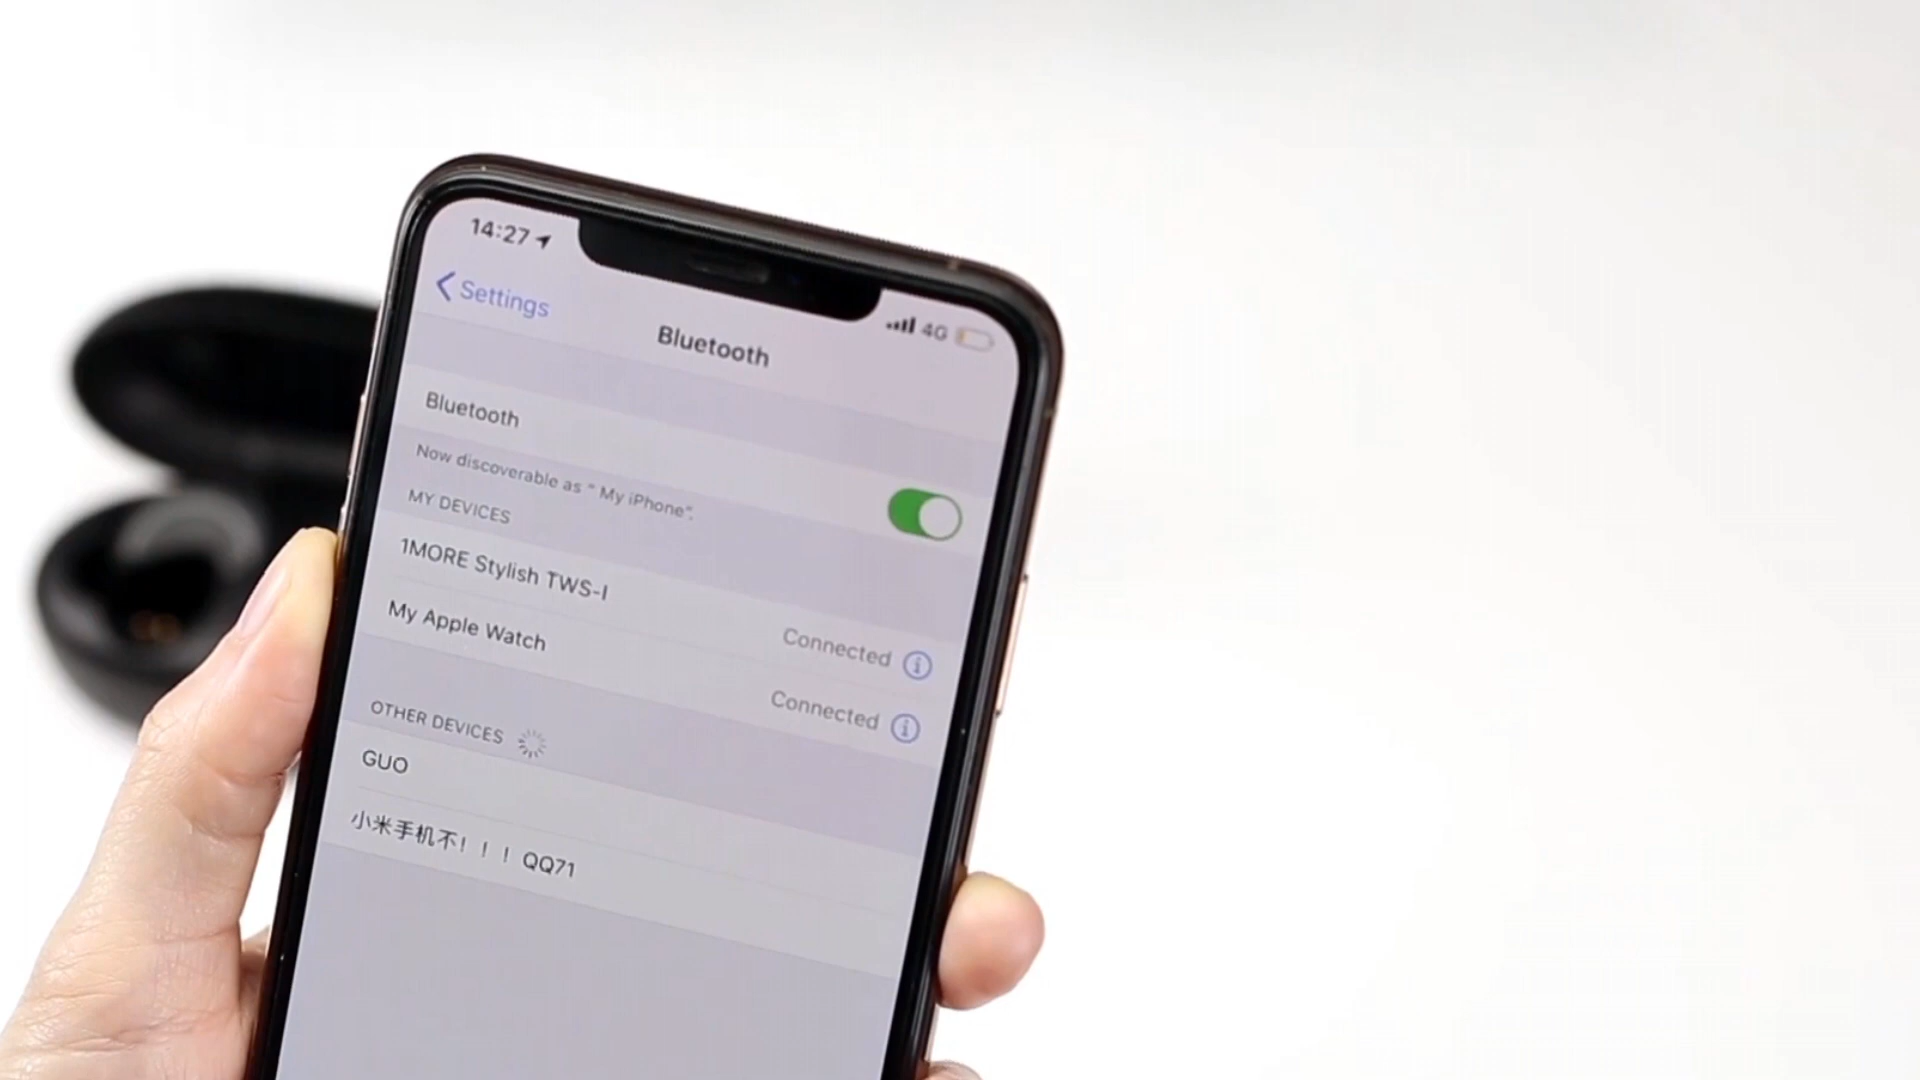 14:27
4G
Settings
Bluetooth
Bluetooth
Now discoverable as “ My iPhone”.
MY DEVICES
1MORE Stylish TWS-I
Connected
My Apple Watch
Connected
OTHER DEVICES
GUO
小米手机不！！！QQ71